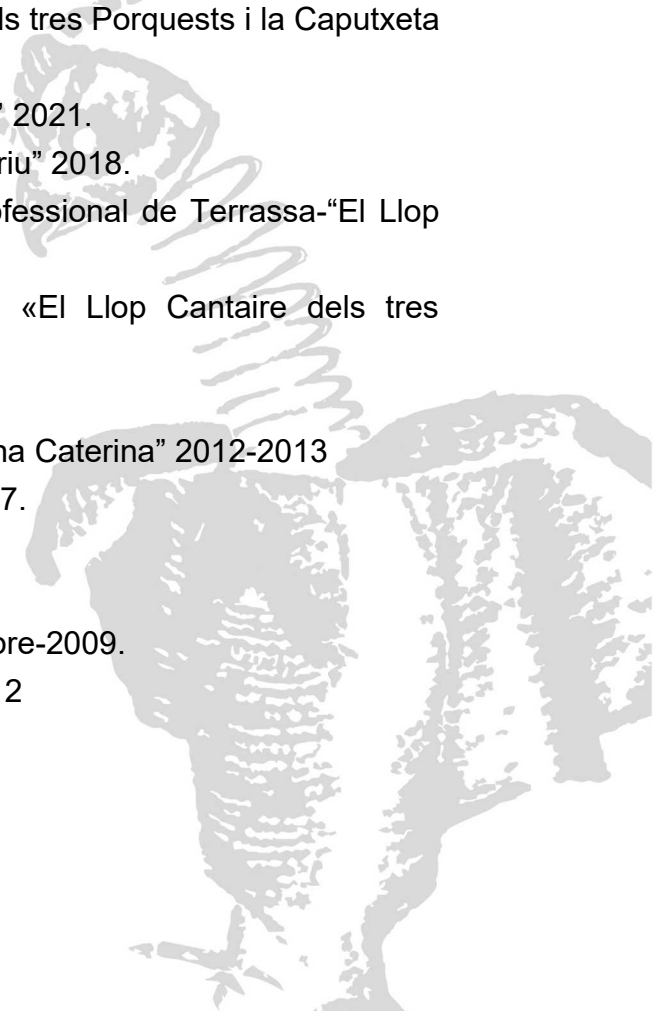 ls tres Porquests i la Caputxeta
” 2021.
riu” 2018.
ofessional de Terrassa-“El Llop
«El Llop Cantaire dels tres
na Caterina” 2012-2013
7.
bre-2009.
2